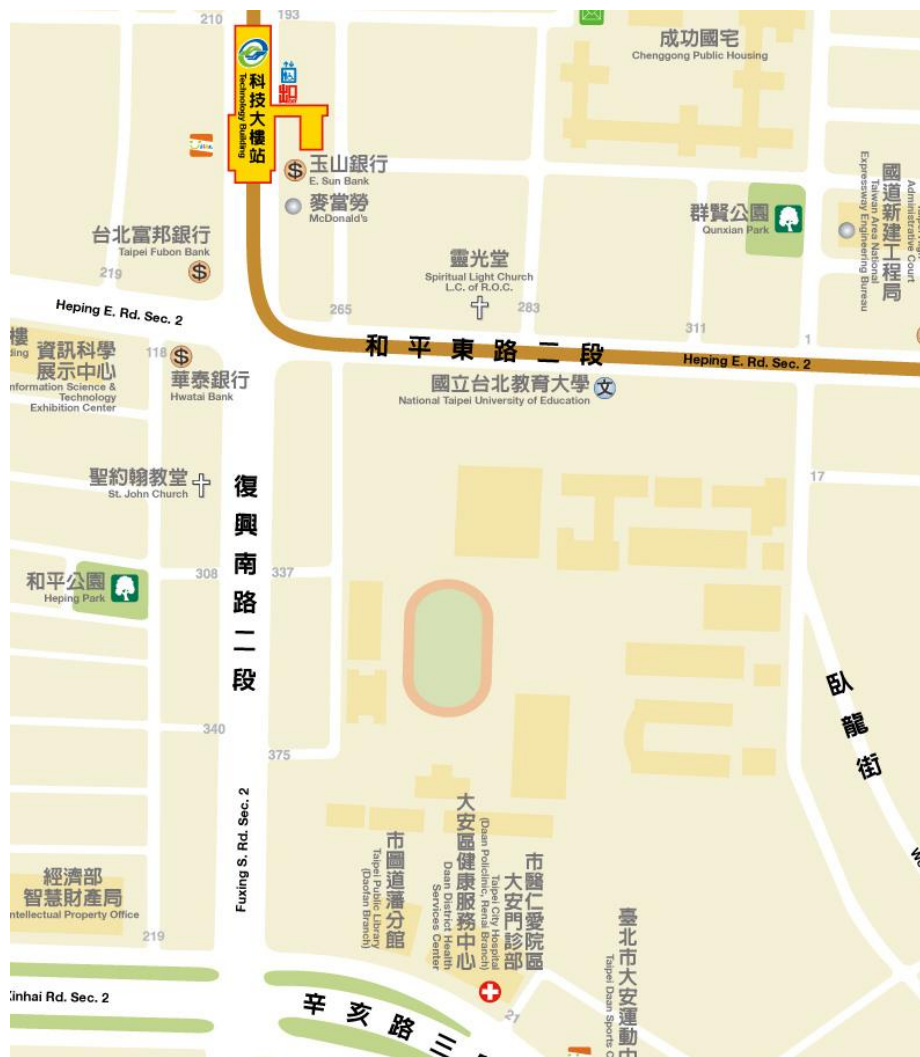 210
193
科技大樓站
Technology Building
出口
成功國宅
Chenggong Public Housing
玉山銀行
E. Sun Bank
麥當勞
McDonald's
台北富邦銀行
Taipei Fubon Bank
219
群賢公園
Qunxian Park
國道新建工程局
Taiwan Area National
Expressway Engineering Bureau
Administrative Court
靈光堂
Spiritual Light Church
L.C. of R.O.C.
265
283
311
1
Heping E. Rd. Sec. 2
和平東路二段
Heping E. Rd. Sec. 2
樓
資訊科學
展示中心
Information Science &
Technology
Exhibition Center
118
華泰銀行
Hwatai Bank
國立台北教育大學
National Taipei University of Education
文
聖約翰教堂
St. John Church
17
復興南路二段
和平公園
Heping Park
308
337
臥龍街
340
375
Fuxing S. Rd. Sec. 2
經濟部
智慧財產局
Intellectual Property Office
219
市圖道藩分館
Taipei Public Library
(Daofan Branch)
大安區健康服務中心
Daan District Health
Services Center
市醫仁愛院區
大安門診部
Taipei City Hospital
(Daan Policlinic, Renai Branch)
臺北市大安運動中
Taipei Daan Sports C
21
Xinhai Rd. Sec. 2
辛亥路三